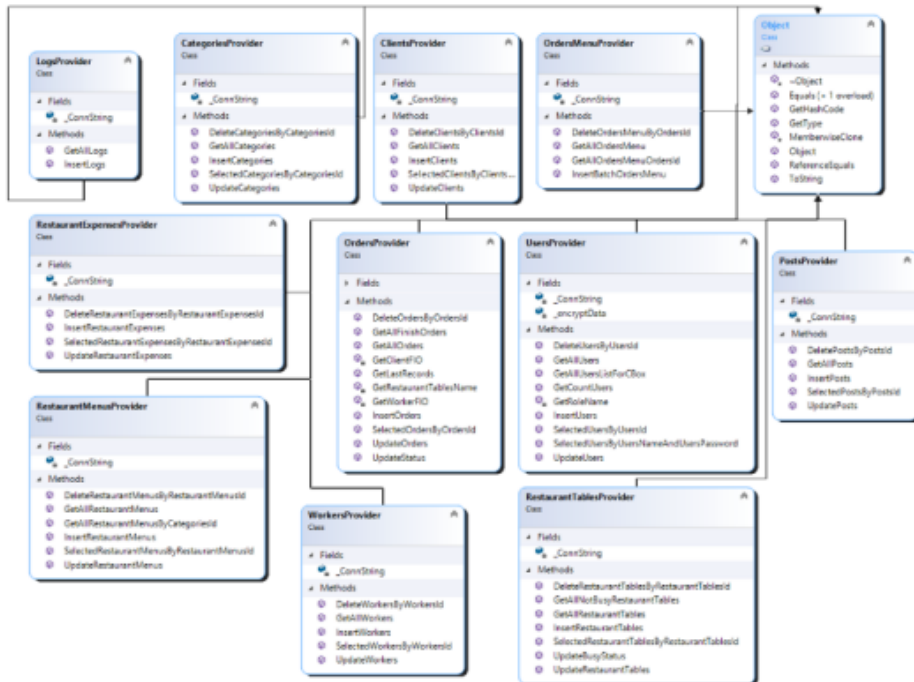 LogsProvider
Class
Fields
_ConnString
Methods
GetAllLogs
InsertLogs
CategoriesProvider
Class
Fields
_ConnString
Methods
DeleteCategoriesByCategoriesId
GetAllCategories
InsertCategories
SelectedCategoriesByCategoriesId
UpdateCategories
ClientsProvider
Class
Fields
_ConnString
Methods
DeleteClientsByClientsId
GetAllClients
InsertClients
SelectedClientsByClients...
UpdateClients
OrdersMenuProvider
Class
Fields
_ConnString
Methods
DeleteOrdersMenuByOrdersId
GetAllOrdersMenu
GetAllOrdersMenuOrdersId
InsertBatchOrdersMenu
Object
Class
Methods
~Object
Equals (+ 1 overload)
GetHashCode
GetType
MemberwiseClone
Object
ReferenceEquals
ToString
RestaurantExpensesProvider
Class
Fields
_ConnString
Methods
DeleteRestaurantExpensesByRestaurantExpensesId
InsertRestaurantExpenses
SelectedRestaurantExpensesByRestaurantExpensesId
UpdateRestaurantExpenses
OrdersProvider
Class
Fields
Methods
DeleteOrdersByOrdersId
GetAllFinishOrders
GetAllOrders
GetClientFIO
GetLastRecords
GetRestaurantTablesName
GetWorkerFIO
InsertOrders
SelectedOrdersByOrdersId
UpdateOrders
UpdateStatus
UsersProvider
Class
Fields
_ConnString
_encryptData
Methods
DeleteUsersByUsersId
GetAllUsers
GetAllUsersListForCBox
GetCountUsers
GetRoleName
InsertUsers
SelectedUsersByUsersId
SelectedUsersByUsersNameAndUsersPassword
UpdateUsers
PostsProvider
Class
Fields
_ConnString
Methods
DeletePostsByPostsId
GetAllPosts
InsertPosts
SelectedPostsByPostsId
UpdatePosts
RestaurantMenusProvider
Class
Fields
_ConnString
Methods
DeleteRestaurantMenusByRestaurantMenusId
GetAllRestaurantMenus
GetAllRestaurantMenusByCategoriesId
InsertRestaurantMenus
SelectedRestaurantMenusByRestaurantMenusId
UpdateRestaurantMenus
WorkersProvider
Class
Fields
_ConnString
Methods
DeleteWorkersByWorkersId
GetAllWorkers
InsertWorkers
SelectedWorkersByWorkersId
UpdateWorkers
RestaurantTablesProvider
Class
Fields
_ConnString
Methods
DeleteRestaurantTablesByRestaurantTablesId
GetAllNotBusyRestaurantTables
GetAllRestaurantTables
InsertRestaurantTables
SelectedRestaurantTablesByRestaurantTablesId
UpdateBusyStatus
UpdateRestaurantTables